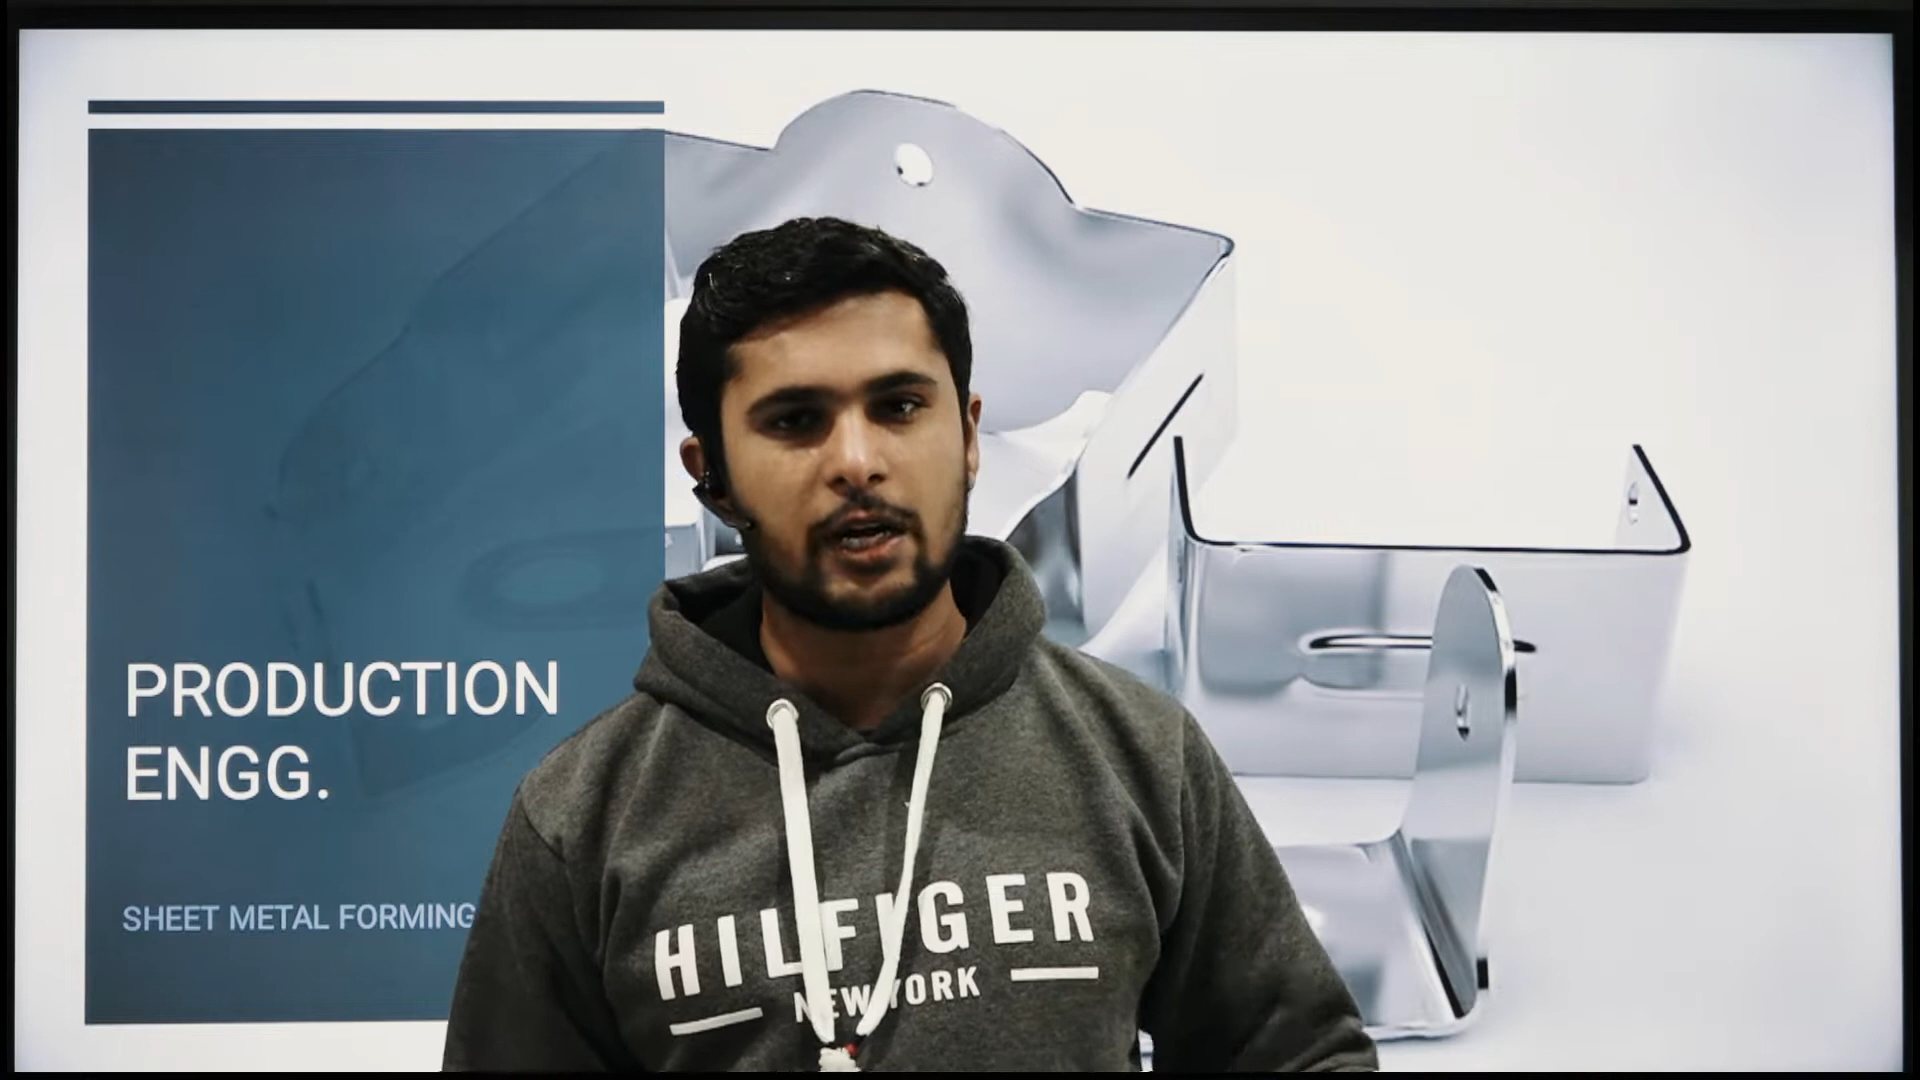 PRODUCTION
ENGG.
SHEET METAL FORMING
HILFIGER
NEW YORK